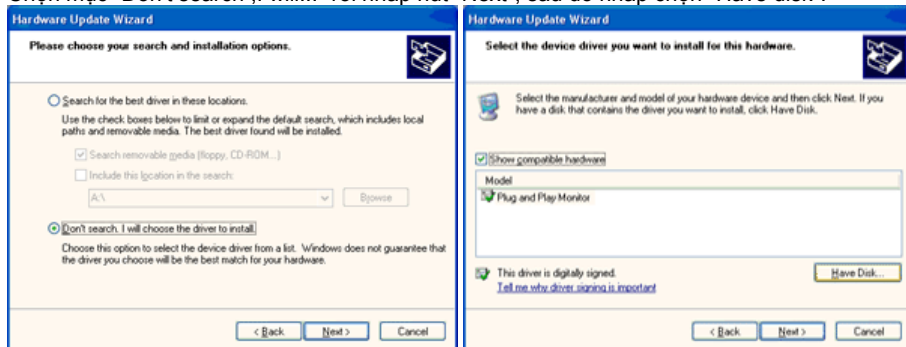 Hardware Update Wizard
Please choose your search and installation options.
Search for the best driver in these locations.
Use the check boxes below to limit or expand the default search, which includes local
paths and removable media. The best driver found will be installed.
Search removable media (floppy, CD-ROM...)
Include this location in the search:
A:\
Browse
Don't search. I will choose the driver to install.
Choose this option to select the device driver from a list. Windows does not guarantee that
the driver you choose will be the best match for your hardware.
< Back
Next >
Cancel
Hardware Update Wizard
Select the device driver you want to install for this hardware.
Select the manufacturer and model of your hardware device and then click Next. If you
have a disk that contains the driver you want to install, click Have Disk.
Show compatible hardware
Model
Plug and Play Monitor
This driver is digitally signed.
Tell me why driver signing is important
Have Disk...
< Back
Next >
Cancel